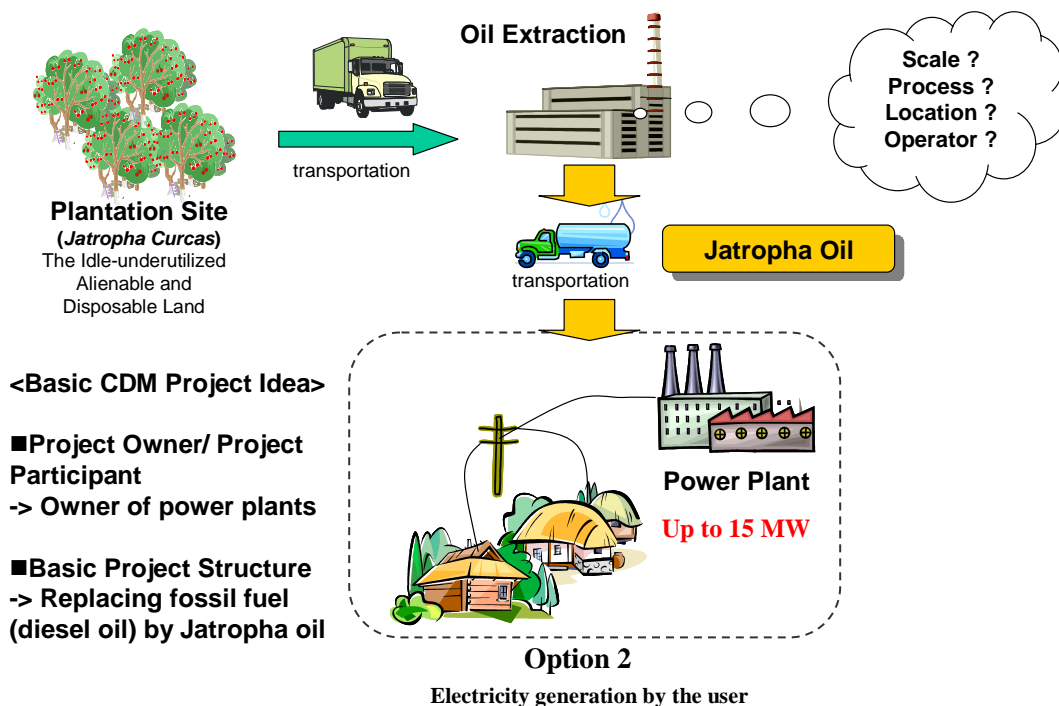 Oil Extraction
Scale ?
Process ?
Location ?
Operator ?
transportation
Plantation Site
(Jatropha Curcas)
The Idle-underutilized
Alienable and
Disposable Land
transportation
Jatropha Oil
<Basic CDM Project Idea>
■Project Owner/ Project
Participant
-> Owner of power plants
■Basic Project Structure
-> Replacing fossil fuel
(diesel oil) by Jatropha oil
Power Plant
Up to 15 MW
Option 2
Electricity generation by the user